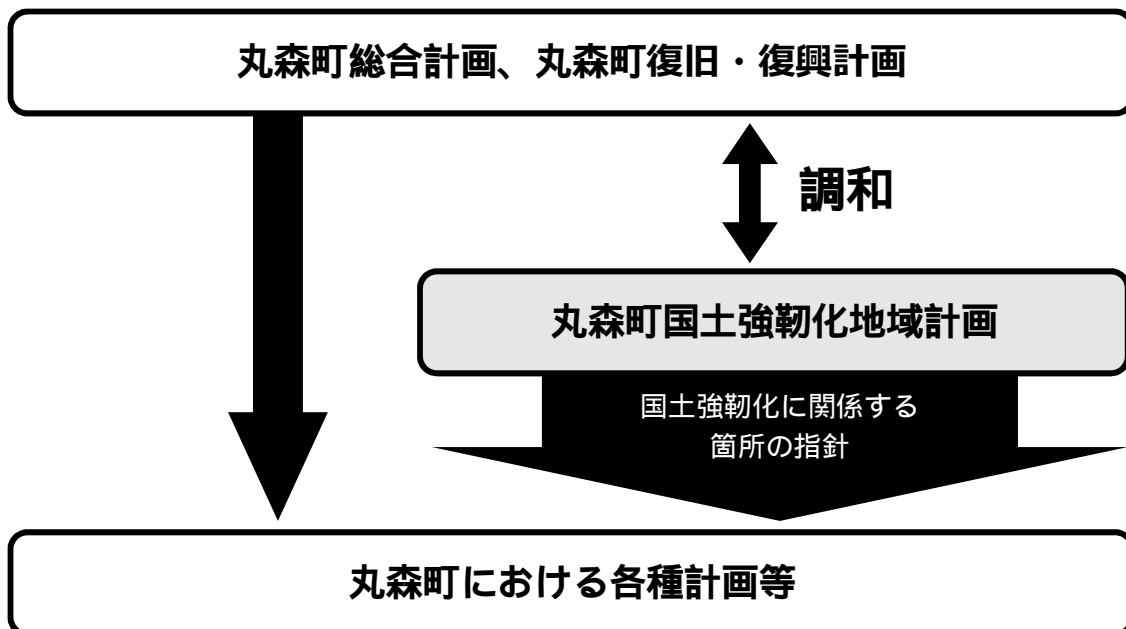 丸森町総合計画、丸森町復旧・復興計画
調和
丸森町国土強靭化地域計画
国土強靭化に関係する
箇所の指針
丸森町における各種計画等